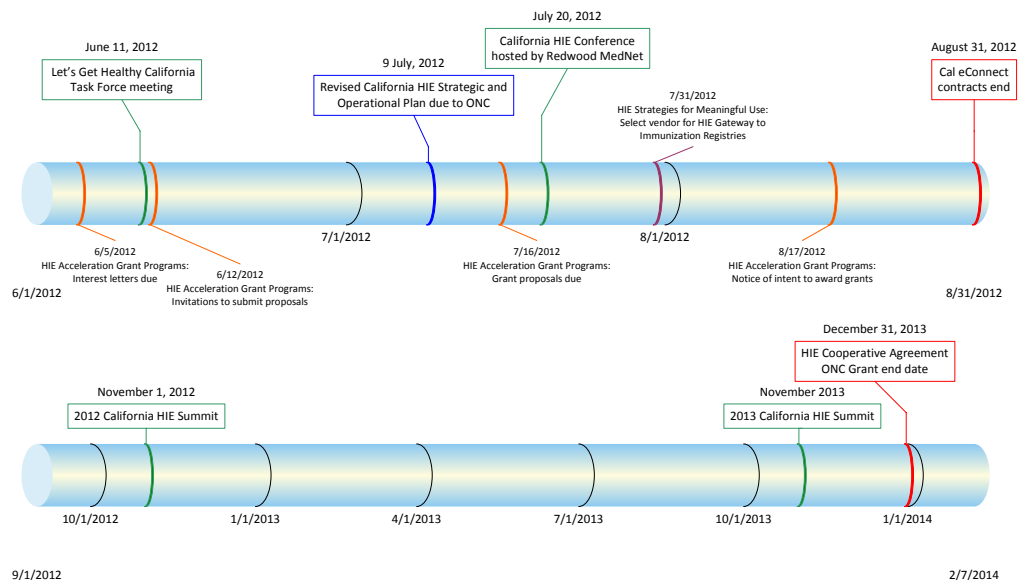 June 11, 2012
Let's Get Healthy California
Task Force meeting
9 July, 2012
Revised California HIE Strategic and
Operational Plan due to ONC
July 20, 2012
California HIE Conference
hosted by Redwood MedNet
7/31/2012
HIE Strategies for Meaningful Use:
Select vendor for HIE Gateway to
Immunization Registries
August 31, 2012
Cal eConnect
contracts end
7/1/2012
8/1/2012
6/5/2012
HIE Acceleration Grant Programs:
Interest letters due
6/12/2012
HIE Acceleration Grant Programs:
Invitations to submit proposals
7/16/2012
HIE Acceleration Grant Programs:
Grant proposals due
8/17/2012
HIE Acceleration Grant Programs:
Notice of intent to award grants
6/1/2012
8/31/2012
November 1, 2012
2012 California HIE Summit
November 2013
2013 California HIE Summit
December 31, 2013
HIE Cooperative Agreement
ONC Grant end date
10/1/2012
1/1/2013
4/1/2013
7/1/2013
10/1/2013
1/1/2014
9/1/2012
2/7/2014